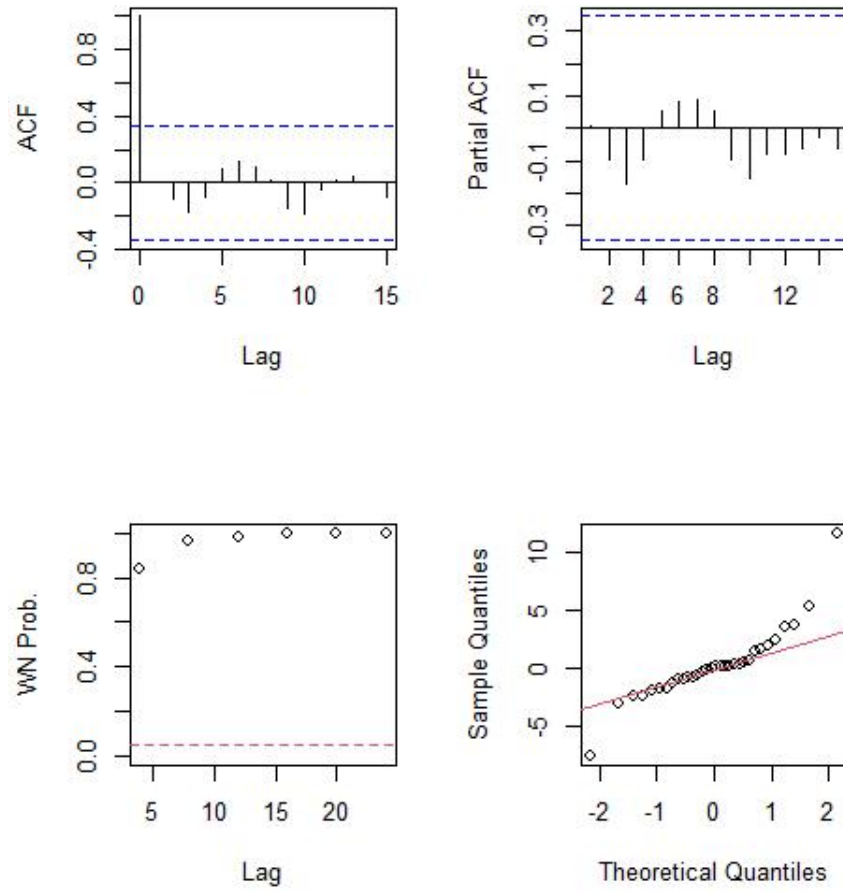 ACF
0.8
0.4
0.0
-0.4
0 5 10 15
Lag
Partial ACF
0.3
0.1
-0.1
-0.3
2 4 6 8 12
Lag
WN Prob.
0.8
0.4
0.0
5 10 15 20
Lag
Sample Quantiles
10
5
0
-5
-2 -1 0 1 2
Theoretical Quantiles